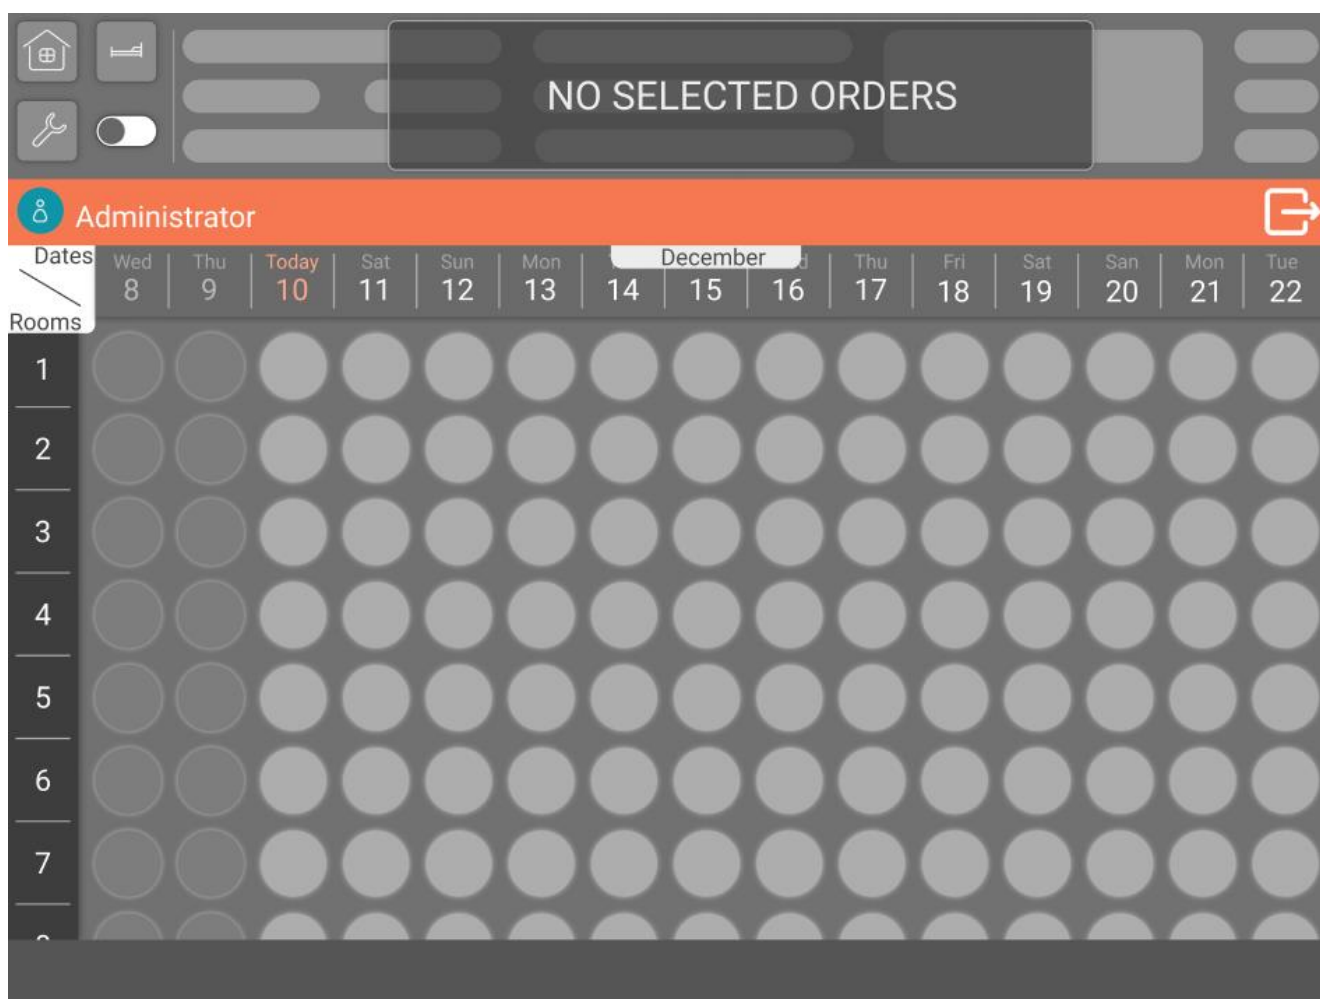 NO SELECTED ORDERS
Administrator
Dates
Rooms
December
Wed Thu Today Sat Sun Mon Thu Fri Sat San Mon Tue
8 9 10 11 12 13 14 15 16 17 18 19 20 21 22
1
2
3
4
5
6
7